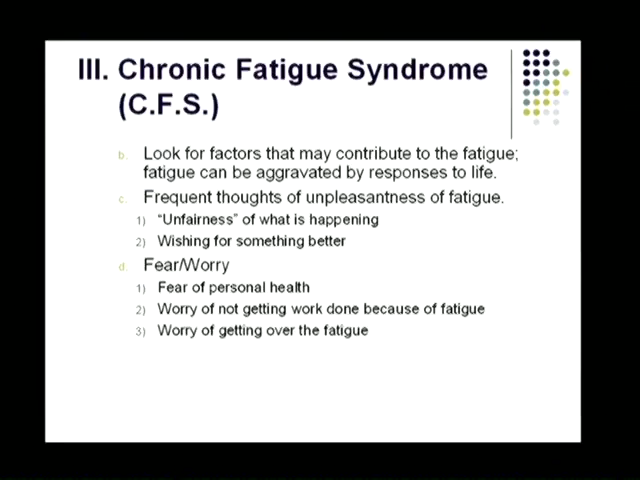 III. Chronic Fatigue Syndrome
(C.F.S.)
b. Look for factors that may contribute to the fatigue;
fatigue can be aggravated by responses to life.
c. Frequent thoughts of unpleasantness of fatigue.
1) "Unfairness" of what is happening
2) Wishing for something better
d. Fear/Worry
1) Fear of personal health
2) Worry of not getting work done because of fatigue
3) Worry of getting over the fatigue